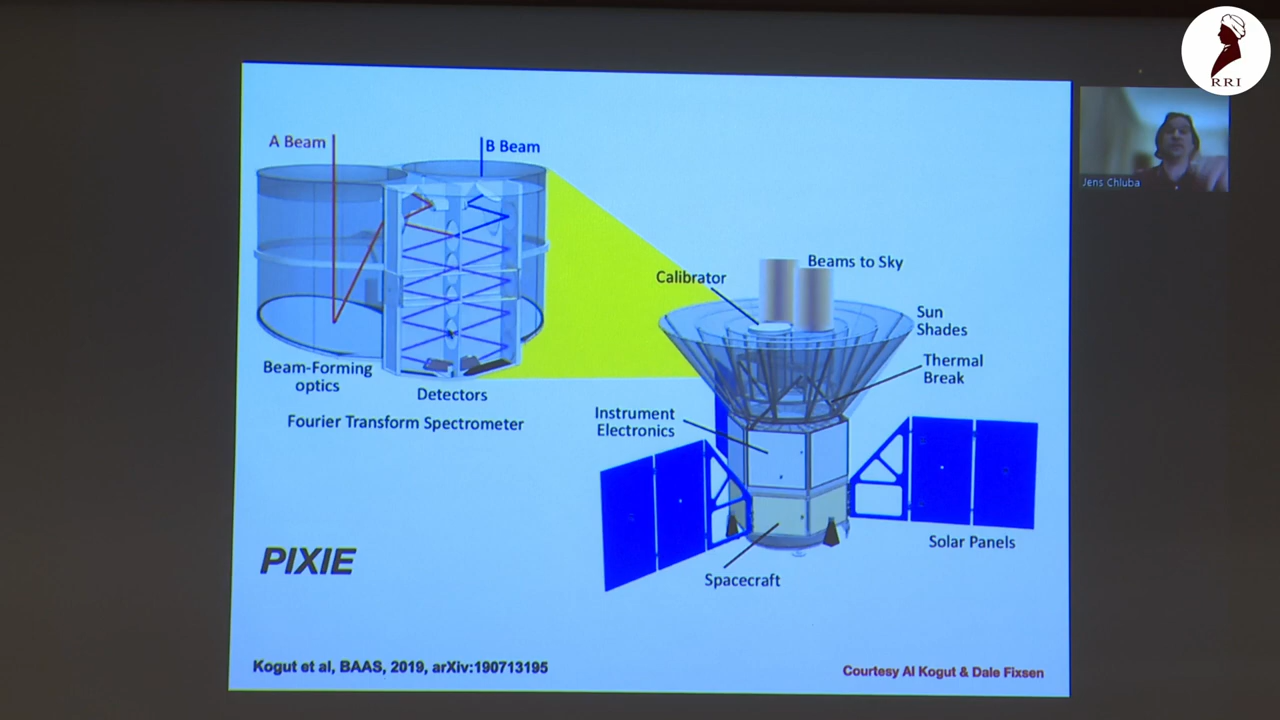 RRI
Jens Chluba
A Beam
B Beam
Beam-Forming
optics
Detectors
Fourier Transform Spectrometer
Calibrator
Beams to Sky
Sun
Shades
Thermal
Break
Instrument
Electronics
Solar Panels
Spacecraft
PIXIE
Kogut et al, BAAS, 2019, arXiv:190713195
Courtesy Al Kogut & Dale Fixsen